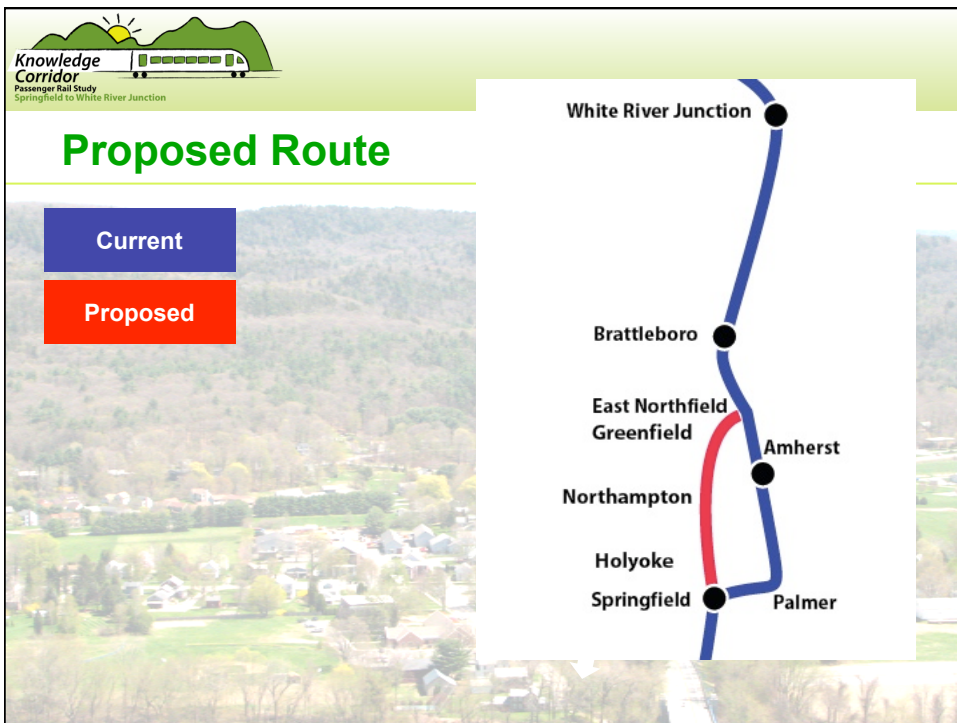 Knowledge
Corridor
Passenger Rail Study
Springfield to White River Junction
Proposed Route
Current
Proposed
White River Junction
Brattleboro
East Northfield
Greenfield
Amherst
Northampton
Holyoke
Springfield
Palmer